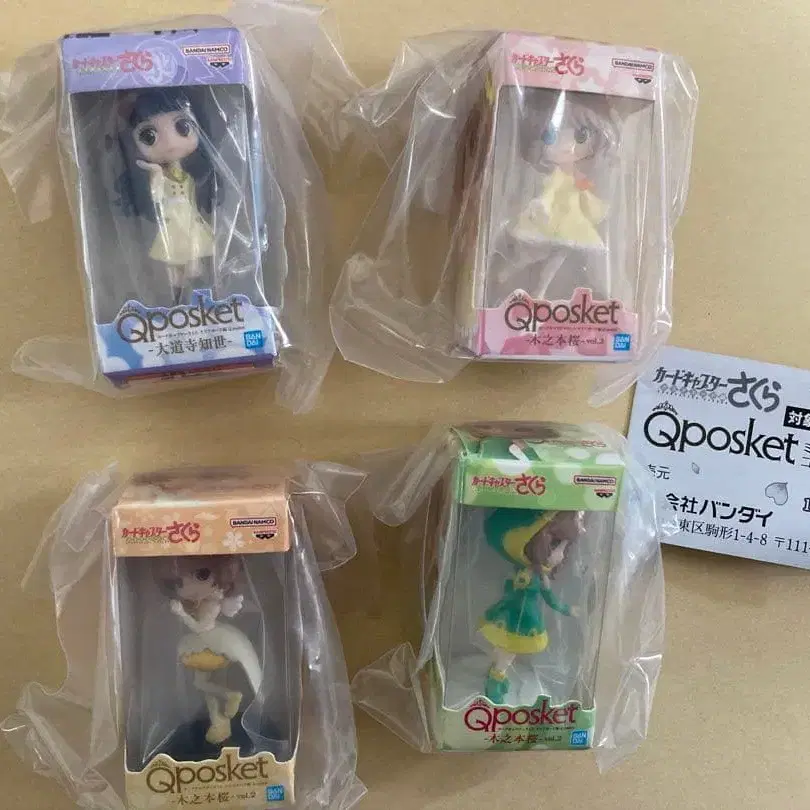 カードキャプターさくら
BANDAI NAMCO
Qposket
-大道寺知世-
BANDAI
カードキャプターさくら
BANDAI NAMCO
Qposket
-木之本桜- vol.3
BANDAI
カードキャプターさくら
対象
Qposket
売元
会社バンダイ
東区駒形1-4-8 〒111-
カードキャプターさくら
BANDAI NAMCO
Qposket
-木之本桜- vol.2
BANDAI
カードキャプターさくら
BANDAI NAMCO
Qposket
-木之本桜- vol.2
BANDAI